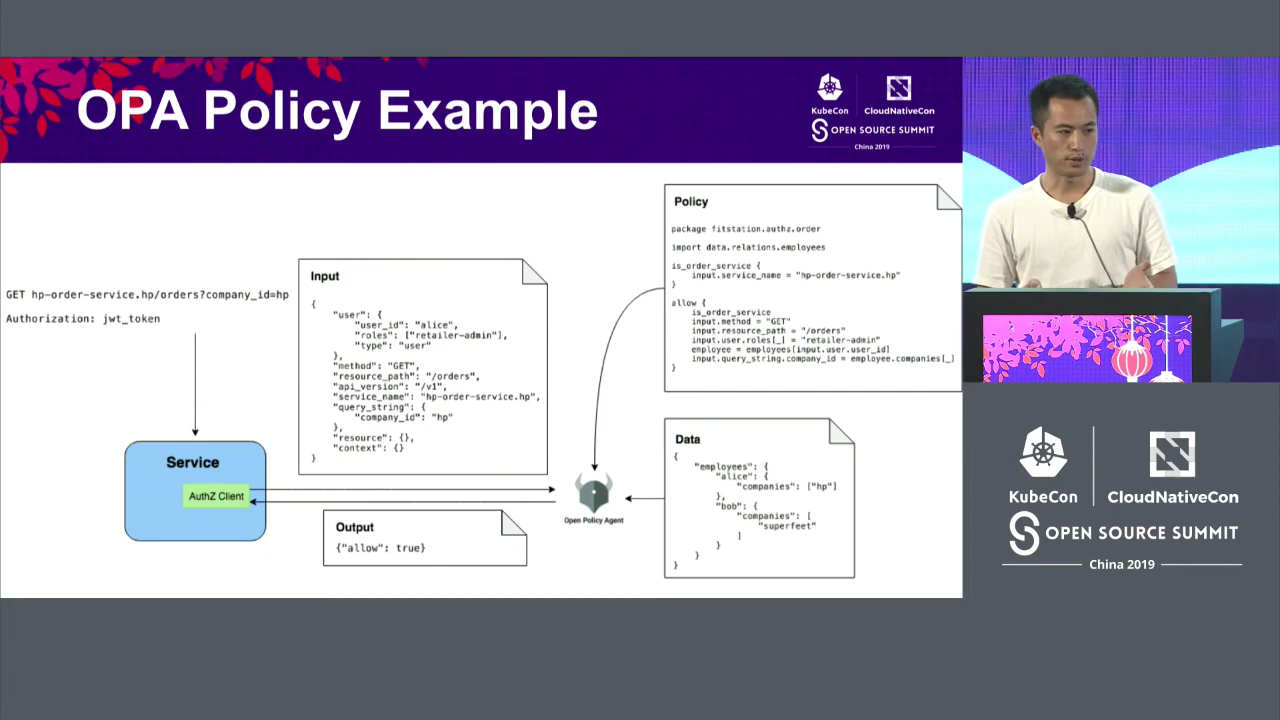 OPA Policy Example
KubeCon
CloudNativeCon
OPEN SOURCE SUMMIT
China 2019
GET hp-order-service.hp/orders?company_id=hp
Authorization: jwt_token
Service
AuthZ Client
Input
{
"user": {
"user_id": "alice",
"roles": ["retailer-admin"],
"type": "user"
},
"method": "GET",
"resource_path": "/orders",
"api_version": "/v1",
"service_name": "hp-order-service.hp",
"query_string": {
"company_id": "hp"
},
"resource": {},
"context": {}
}
Output
{"allow": true}
Open Policy Agent
Policy
package fitstation.authz.order
import data.relations.employees
is_order_service {
input.service_name = "hp-order-service.hp"
}
allow {
is_order_service
input.method = "GET"
input.resource_path = "/orders"
input.user.roles[_] = "retailer-admin"
employee = employees[input.user.user_id]
input.query_string.company_id = employee.companies[_]
}
Data
{
"employees": {
"alice": {
"companies": ["hp"]
},
"bob": {
"companies": [
"superfeet"
]
}
}
}
KubeCon
CloudNativeCon
OPEN SOURCE SUMMIT
China 2019